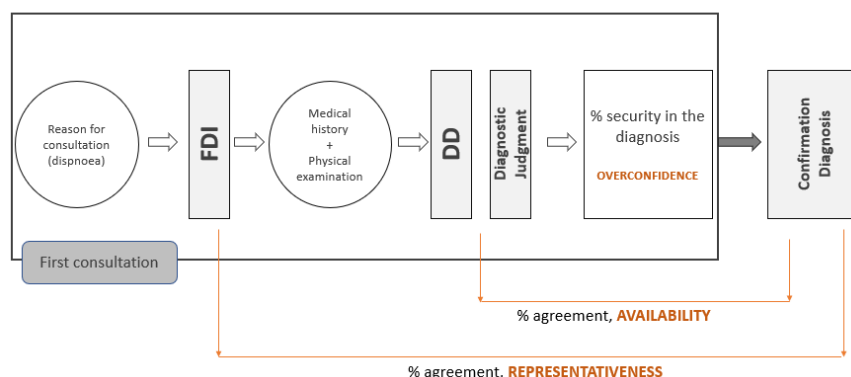 Reason for
consultation
(dispnoea)
FDI
Medical
history
+
Physical
examination
DD
Diagnostic
Judgment
% security in the
diagnosis
OVERCONFIDENCE
Confirmation
Diagnosis
First consultation
% agreement, AVAILABILITY
% agreement, REPRESENTATIVENESS